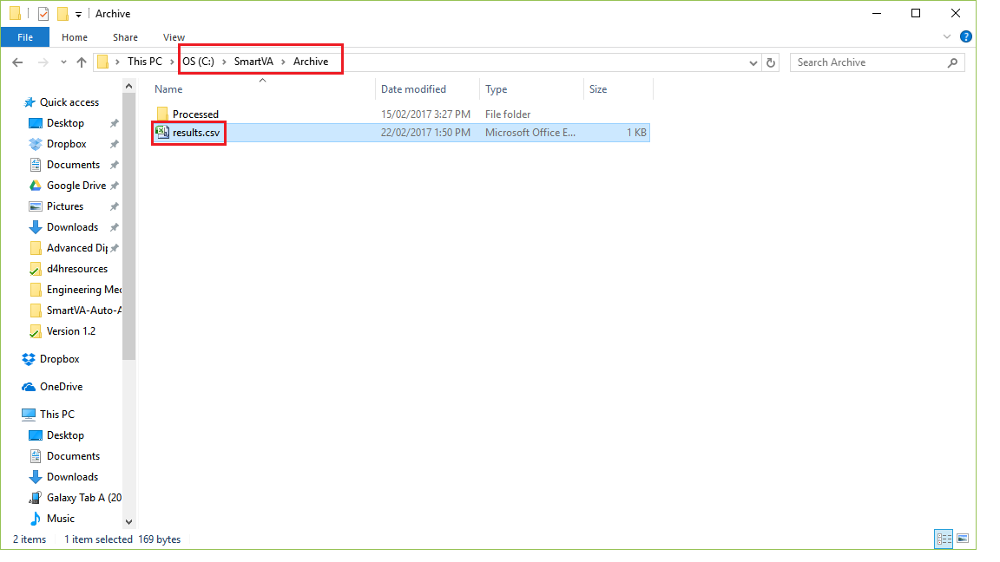 Archive
File Home Share View
This PC OS (C:) SmartVA Archive Search Archive
Name Date modified Type Size
Processed 15/02/2017 3:27 PM File folder
results.csv 22/02/2017 1:50 PM Microsoft Office E... 1 KB
Quick access
Desktop
Dropbox
Documents
Google Drive
Pictures
Downloads
Advanced Dip
d4hresources
Engineering Med
SmartVA-Auto-A
Version 1.2
Dropbox
OneDrive
This PC
Desktop
Documents
Downloads
Galaxy Tab A (20
Music
2 items 1 item selected 169 bytes